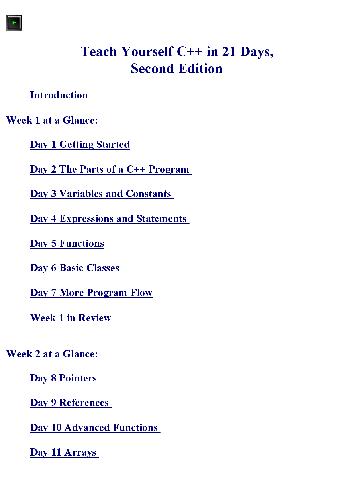 Teach Yourself C++ in 21 Days,
Second Edition
Introduction
Week 1 at a Glance:
Day 1 Getting Started
Day 2 The Parts of a C++ Program
Day 3 Variables and Constants
Day 4 Expressions and Statements
Day 5 Functions
Day 6 Basic Classes
Day 7 More Program Flow
Week 1 in Review
Week 2 at a Glance:
Day 8 Pointers
Day 9 References
Day 10 Advanced Functions
Day 11 Arrays